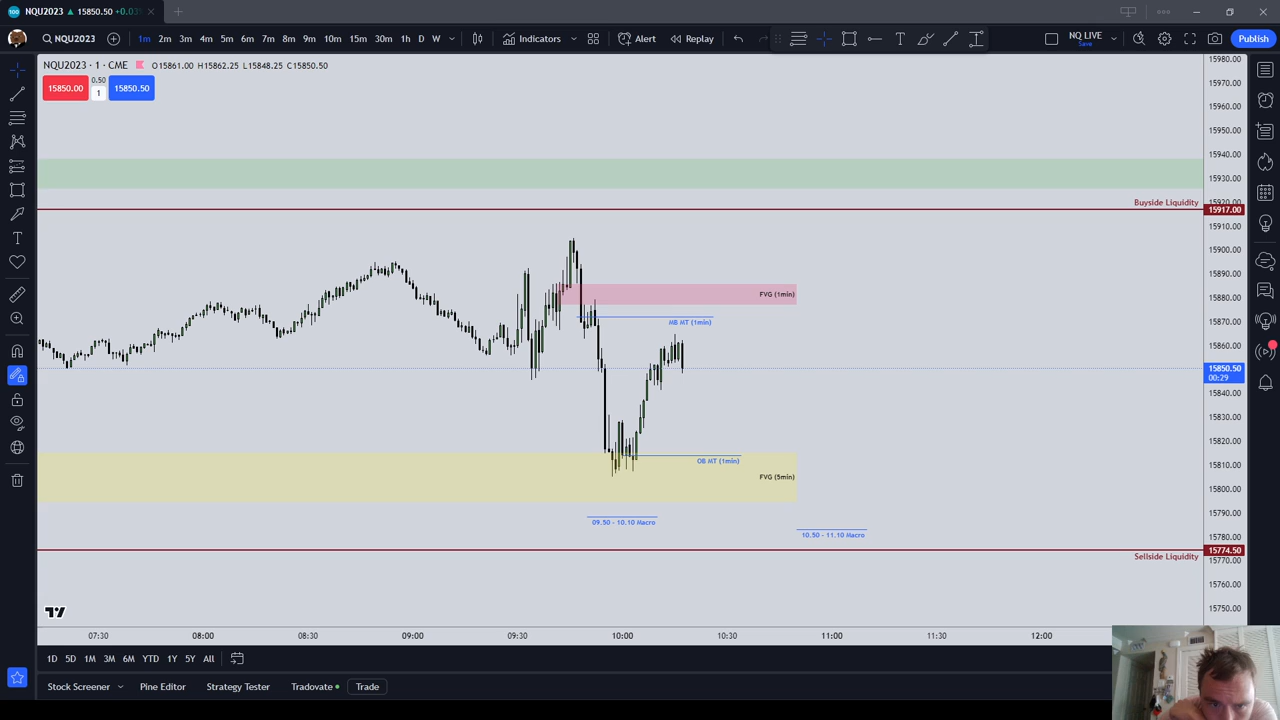 NQU2023 ▲ 15850.50 +0.03
NQU2023 1m 2m 3m 4m 5m 6m 7m 8m 9m 10m 15m 30m 1h D W Indicators Alert Replay NQ LIVE Save Publish
NQU2023 · 1 · CME O15861.00 H15862.25 L15848.25 C15850.50
15850.00 0.50 1 15850.50
15980.00
15970.00
15960.00
15950.00
15940.00
15930.00
15920.00
Buyside Liquidity 15917.00
15910.00
15900.00
15890.00
FVG (1min)
15880.00
MB MT (1min) 15870.00
15860.00
15850.50
00:29
15840.00
15830.00
15820.00
OB MT (1min) 15810.00
FVG (5min)
15800.00
15790.00
09.50 - 10.10 Macro
10.50 - 11.10 Macro 15780.00
15774.50
Sellside Liquidity 15770.00
15760.00
15750.00
07:30 08:00 08:30 09:00 09:30 10:00 10:30 11:00 11:30 12:00
1D 5D 1M 3M 6M YTD 1Y 5Y All
Stock Screener Pine Editor Strategy Tester Tradovate Trade